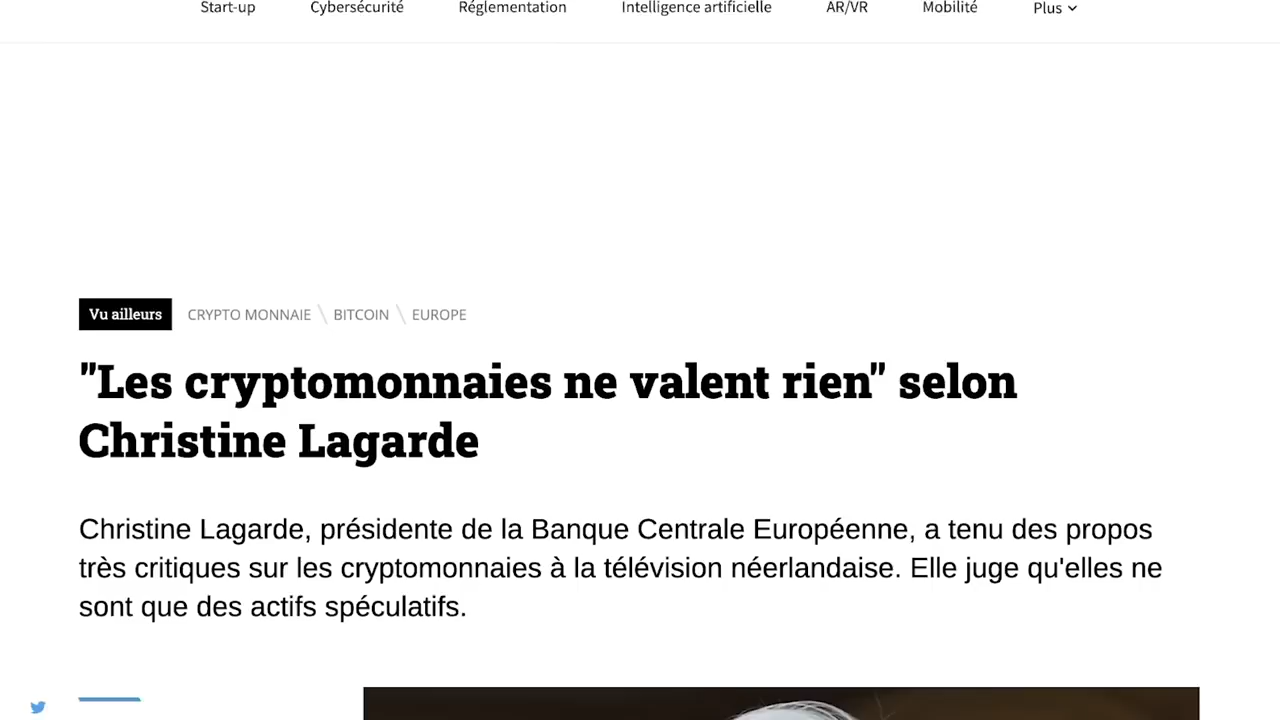 Start-up Cybersécurité Réglementation Intelligence artificielle AR/VR Mobilité Plus
Vu ailleurs CRYPTO MONNAIE BITCOIN EUROPE
"Les cryptomonnaies ne valent rien" selon
Christine Lagarde
Christine Lagarde, présidente de la Banque Centrale Européenne, a tenu des propos
très critiques sur les cryptomonnaies à la télévision néerlandaise. Elle juge qu'elles ne
sont que des actifs spéculatifs.